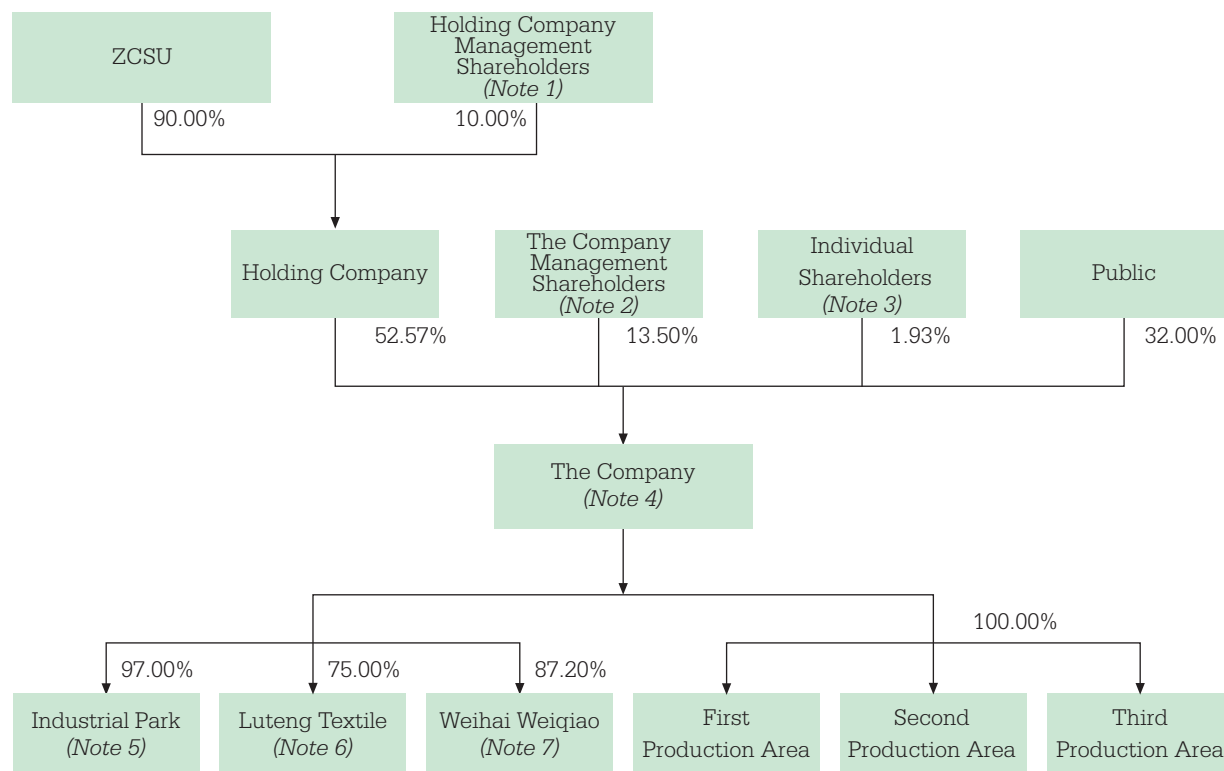 ZCSU
Holding Company
Management
Shareholders
(Note 1)
90.00%
10.00%
Holding Company
The Company
Management
Shareholders
(Note 2)
Individual
Shareholders
(Note 3)
Public
52.57%
13.50%
1.93%
32.00%
The Company
(Note 4)
100.00%
97.00%
75.00%
87.20%
Industrial Park
(Note 5)
Luteng Textile
(Note 6)
Weihai Weiqiao
(Note 7)
First
Production Area
Second
Production Area
Third
Production Area